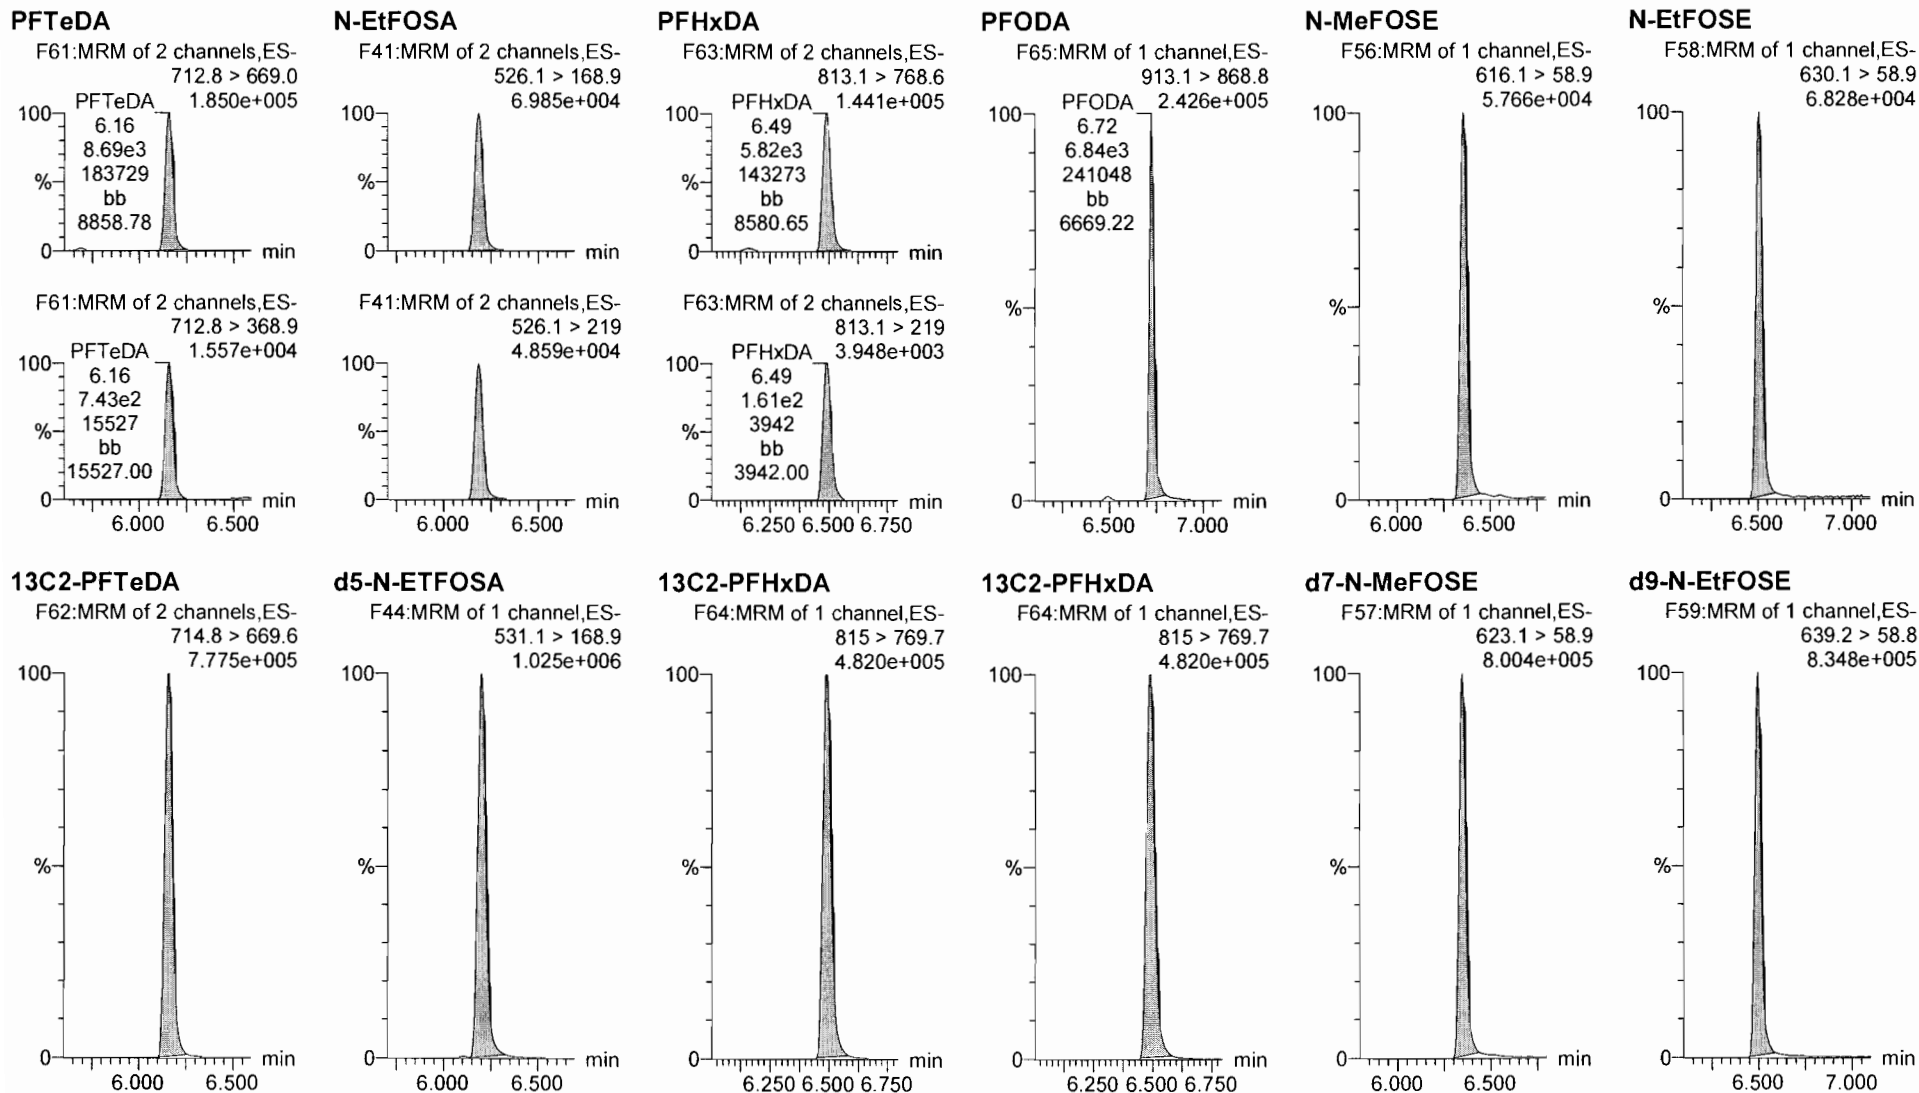 PFTeDA
F61:MRM of 2 channels,ES-
712.8 > 669.0
1.850e+005
PFTeDA
6.16
8.69e3
183729
bb
8858.78
100
%
0
min
F61:MRM of 2 channels,ES-
712.8 > 368.9
1.557e+004
PFTeDA
6.16
7.43e2
15527
bb
15527.00
100
%
0
min
6.000 6.500
N-EtFOSA
F41:MRM of 2 channels,ES-
526.1 > 168.9
6.985e+004
100
%
0
min
F41:MRM of 2 channels,ES-
526.1 > 219
4.859e+004
100
%
0
min
6.000 6.500
PFHxDA
F63:MRM of 2 channels,ES-
813.1 > 768.6
1.441e+005
PFHxDA
6.49
5.82e3
143273
bb
8580.65
100
%
0
min
F63:MRM of 2 channels,ES-
813.1 > 219
3.948e+003
PFHxDA
6.49
1.61e2
3942
bb
3942.00
100
%
0
min
6.250 6.500 6.750
PFODA
F65:MRM of 1 channel,ES-
913.1 > 868.8
2.426e+005
PFODA
6.72
6.84e3
241048
bb
6669.22
100
%
0
min
6.500 7.000
N-MeFOSE
F56:MRM of 1 channel,ES-
616.1 > 58.9
5.766e+004
100
%
0
min
6.000 6.500
N-EtFOSE
F58:MRM of 1 channel,ES-
630.1 > 58.9
6.828e+004
100
%
0
min
6.500 7.000
13C2-PFTeDA
F62:MRM of 2 channels,ES-
714.8 > 669.6
7.775e+005
100
%
0
min
6.000 6.500
d5-N-ETFOSA
F44:MRM of 1 channel,ES-
531.1 > 168.9
1.025e+006
100
%
0
min
6.000 6.500
13C2-PFHxDA
F64:MRM of 1 channel,ES-
815 > 769.7
4.820e+005
100
%
0
min
6.250 6.500 6.750
13C2-PFHxDA
F64:MRM of 1 channel,ES-
815 > 769.7
4.820e+005
100
%
0
min
6.250 6.500 6.750
d7-N-MeFOSE
F57:MRM of 1 channel,ES-
623.1 > 58.9
8.004e+005
100
%
0
min
6.000 6.500
d9-N-EtFOSE
F59:MRM of 1 channel,ES-
639.2 > 58.8
8.348e+005
100
%
0
min
6.500 7.000